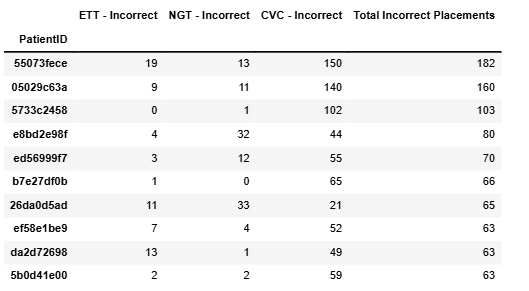 ETT - Incorrect NGT - Incorrect CVC - Incorrect Total Incorrect Placements
PatientID
55073fece 19 13 150 182
05029c63a 9 11 140 160
5733c2458 0 1 102 103
e8bd2e98f 4 32 44 80
ed56999f7 3 12 55 70
b7e27df0b 1 0 65 66
26da0d5ad 11 33 21 65
ef58e1be9 7 4 52 63
da2d72698 13 1 49 63
5b0d41e00 2 2 59 63